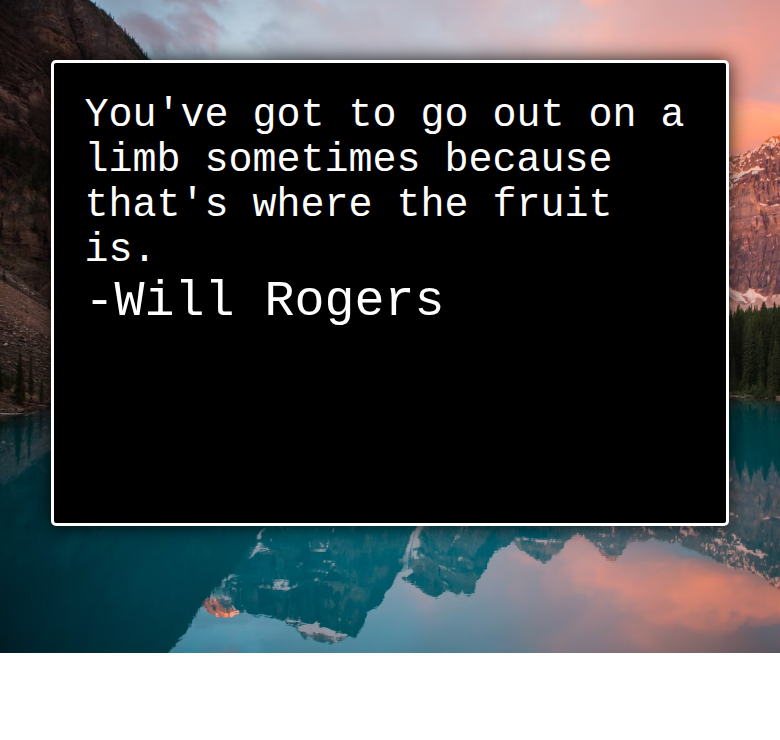 You've got to go out on a
limb sometimes because
that's where the fruit
is.
-Will Rogers